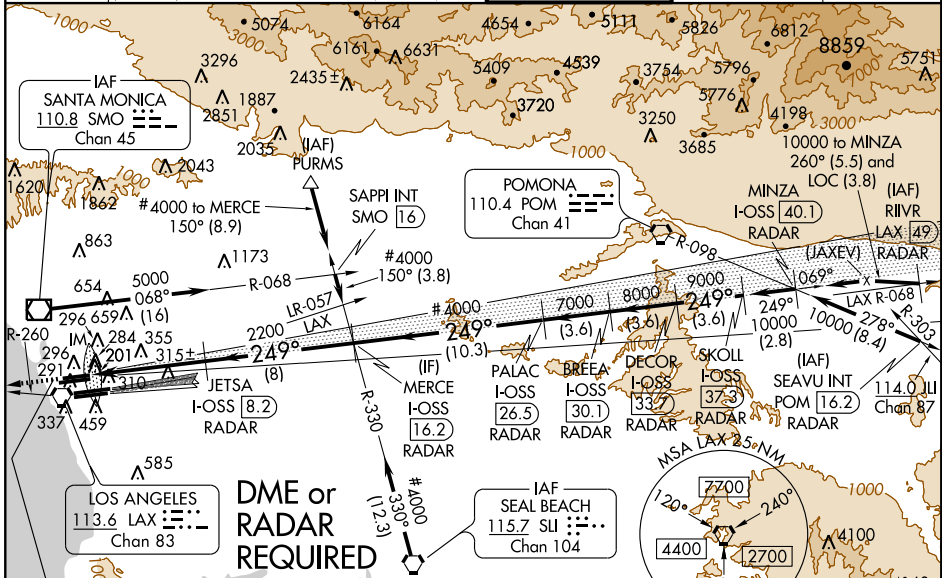 5074
6164
4654
5111
5826
6812
3000
6161
6631
8859
3296
5409
4539
3754
5796
7000
5751
IAF
SANTA MONICA
110.8 SMO
Chan 45
2435±
2851
1887
3720
5776
4198
3000
2035
3250
3685
1000
(IAF)
PURMS
10000 to MINZA
260° (5.5) and
LOC (3.8)
1620
1000
1862
2043
#4000 to MERCE
150° (8.9)
SAPPI INT
SMO 16
POMONA
110.4 POM
Chan 41
MINZA
I-OSS 40.1
RADAR
(IAF)
RIIVR
LAX 49
RADAR
863
1173
#4000
150° (3.8)
R-098
(JAXEV)
654
5000
068°
(16)
R-068
LR-057
LAX
069°
LAX R-068
R-260
296
659
2200
#4000
7000
8000
9000
249°
R-303
IM
284
355
249°
(10.3)
(3.6)
(3.6)
249°
(3.6)
10000
(2.8)
278°
10000 (8.4)
296
201
315±
249°
(8)
291
310
337
459
JETSA
I-OSS 8.2
RADAR
R-330
(IF)
MERCE
I-OSS
16.2
RADAR
PALAC
I-OSS
26.5
RADAR
BREEA
I-OSS
30.1
RADAR
DECOR
I-OSS
33.7
RADAR
SKOLL
I-OSS
37.3
RADAR
(IAF)
SEAVU INT
POM 16.2
RADAR
114.0 JLI
Chan 87
585
LOS ANGELES
113.6 LAX
Chan 83
DME or
RADAR
REQUIRED
#4000
330°
(12.3)
IAF
SEAL BEACH
115.7 SLI
Chan 104
MSA LAX 25 NM
7700
120°
240°
4400
2700
1000
4100